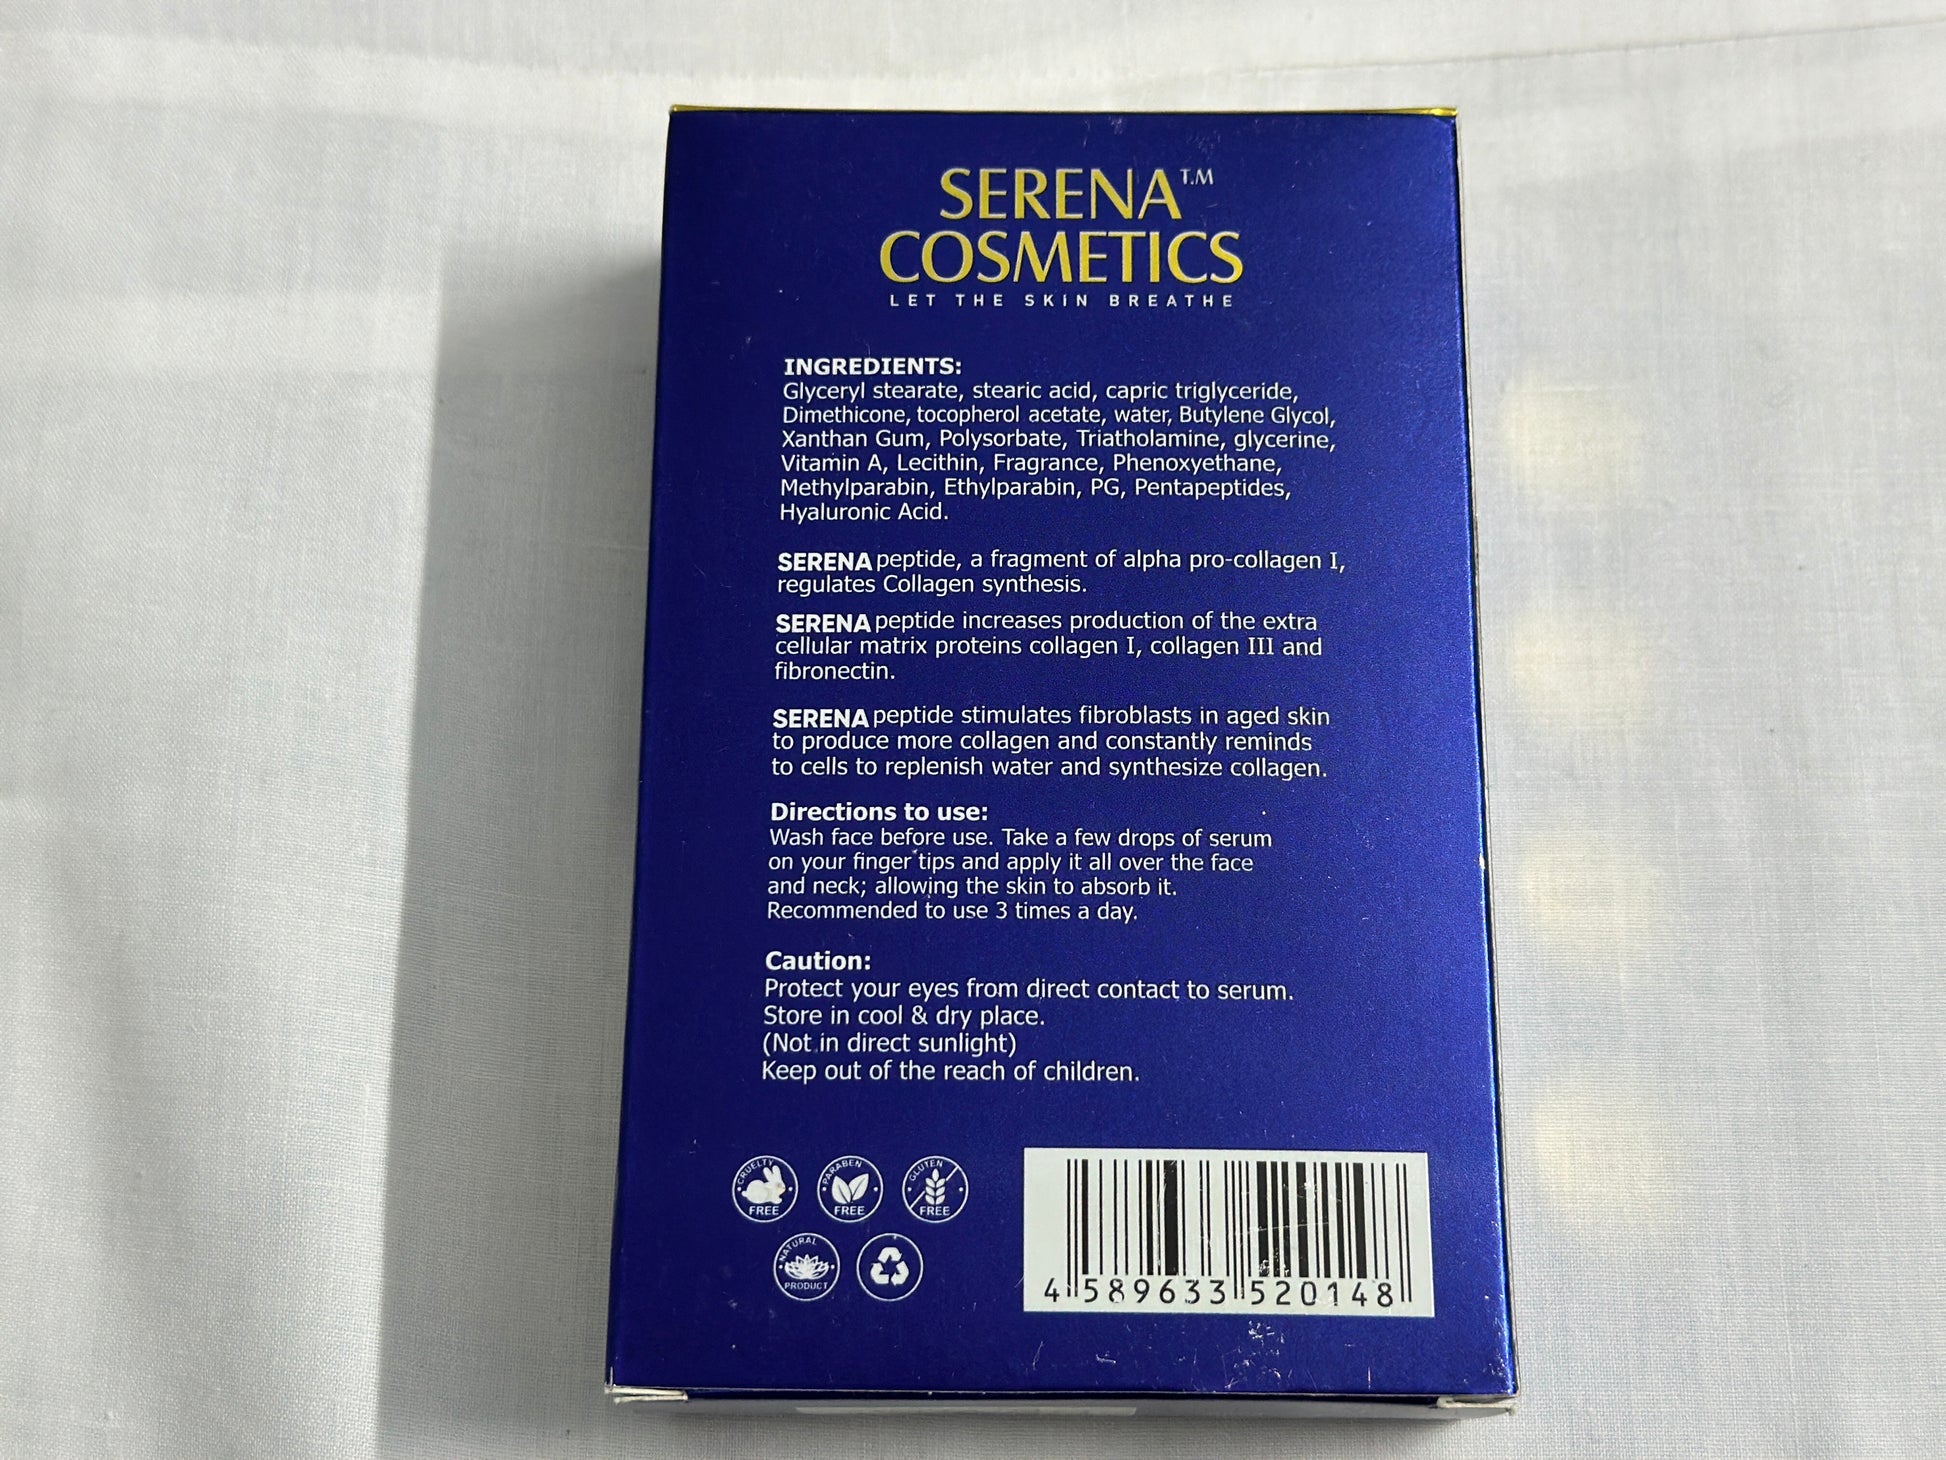 SERENA T.M
COSMETICS
LET THE SKIN BREATHE
INGREDIENTS:
Glyceryl stearate, stearic acid, capric triglyceride,
Dimethicone, tocopherol acetate, water, Butylene Glycol,
Xanthan Gum, Polysorbate, Triatholamine, glycerine,
Vitamin A, Lecithin, Fragrance, Phenoxyethane,
Methylparabin, Ethylparabin, PG, Pentapeptides,
Hyaluronic Acid.
SERENA peptide, a fragment of alpha pro-collagen I,
regulates Collagen synthesis.
SERENA peptide increases production of the extra
cellular matrix proteins collagen I, collagen III and
fibronectin.
SERENA peptide stimulates fibroblasts in aged skin
to produce more collagen and constantly reminds
to cells to replenish water and synthesize collagen.
Directions to use:
Wash face before use. Take a few drops of serum
on your finger tips and apply it all over the face
and neck; allowing the skin to absorb it.
Recommended to use 3 times a day.
Caution:
Protect your eyes from direct contact to serum.
Store in cool & dry place.
(Not in direct sunlight)
Keep out of the reach of children.
CRUELTY FREE
PARABEN FREE
GLUTEN FREE
NATURAL PRODUCT
4 589633 520148